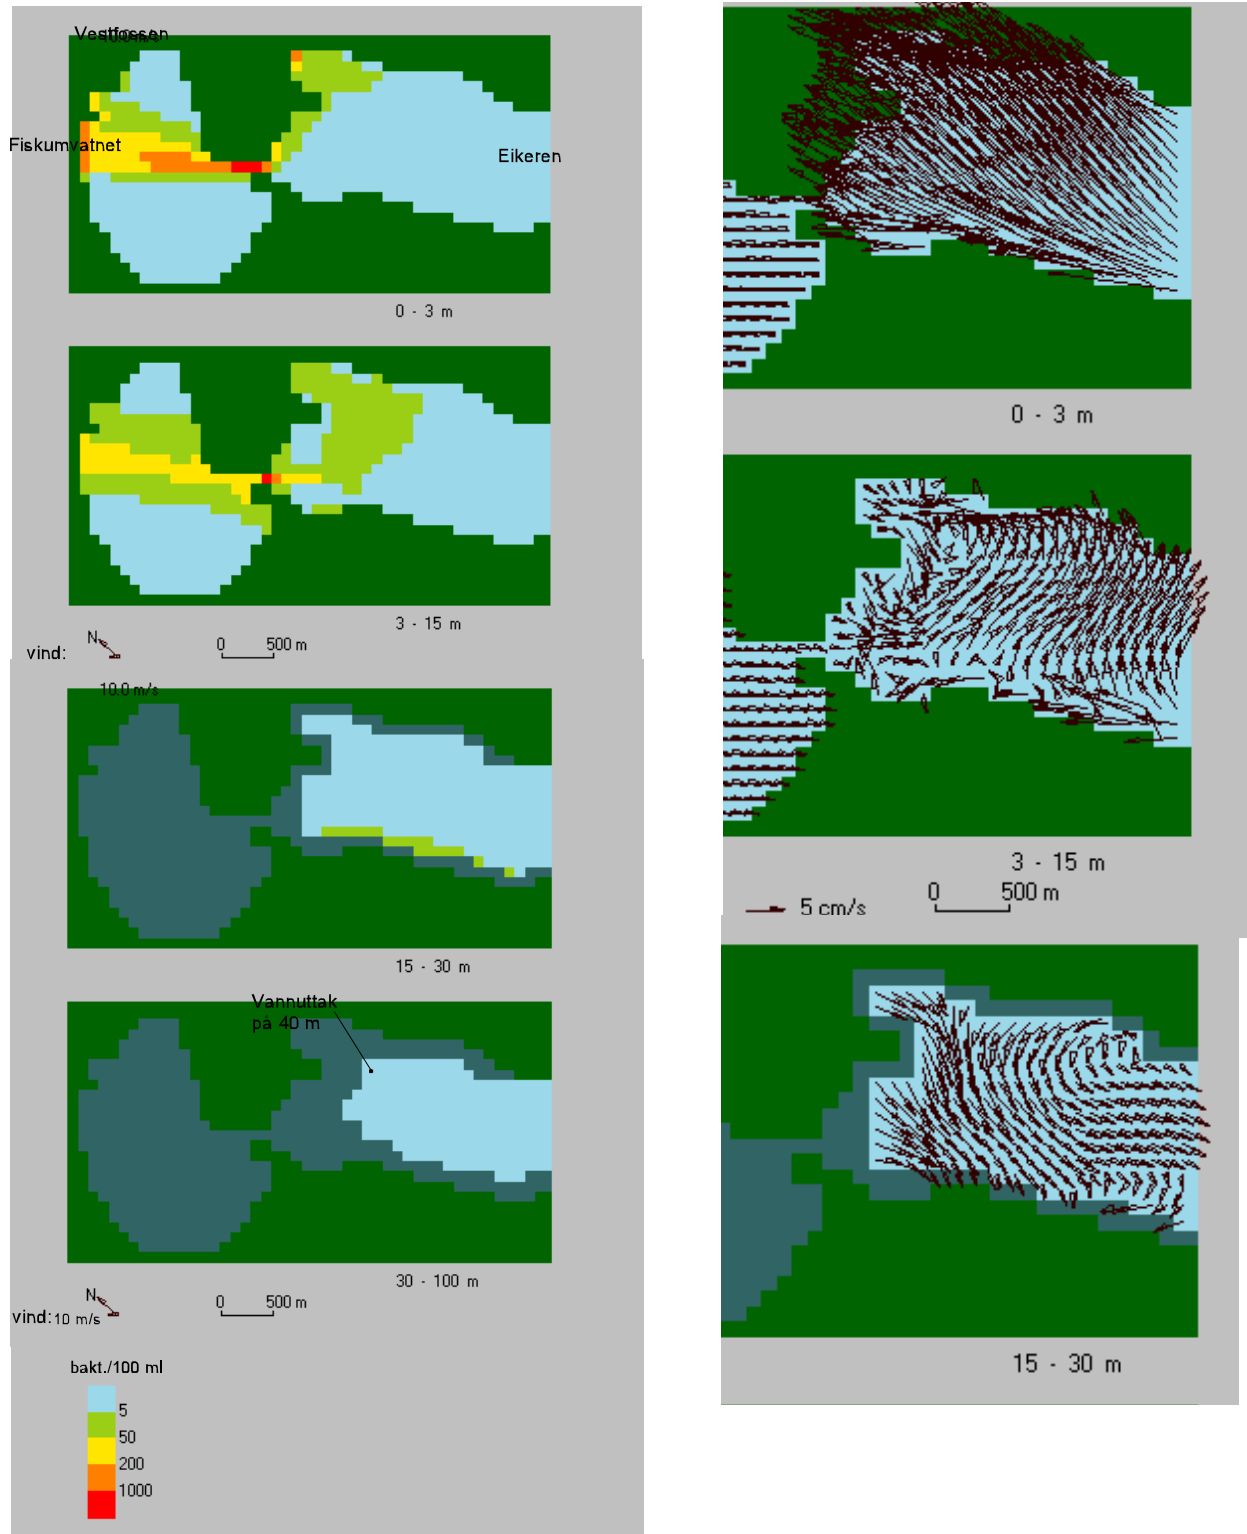 Vestfossen
10.0 m/s
Fiskumvatnet
Eikeren
0 - 3 m
3 - 15 m
N
vind:
0 500 m
10.0 m/s
15 - 30 m
Vannuttak
på 40 m
30 - 100 m
N
vind: 10 m/s
0 500 m
bakt./100 ml
5
50
200
1000
0 - 3 m
3 - 15 m
5 cm/s
0 500 m
15 - 30 m